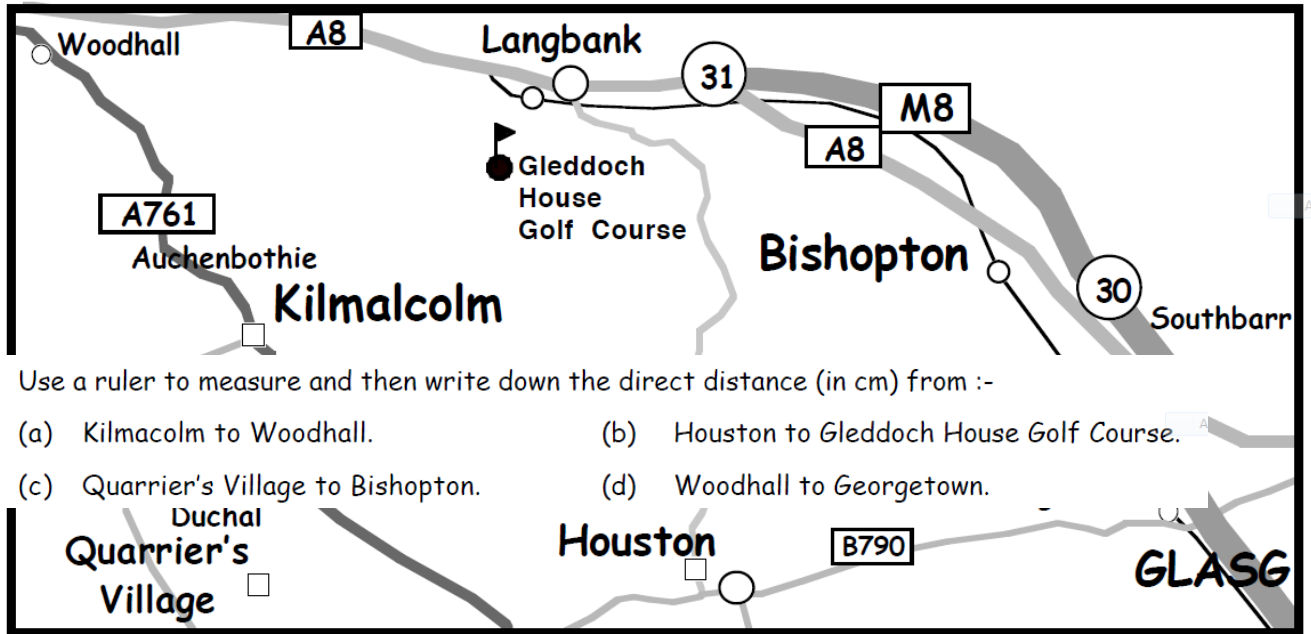 A8
Langbank
Woodhall
31
M8
A8
Gleddoch
House
Golf Course
A761
Auchenbothie
Bishopton
Kilmalcolm
30
Southbarr
Use a ruler to measure and then write down the direct distance (in cm) from :-
(a) Kilmacolm to Woodhall. (b) Houston to Gleddoch House Golf Course.
(c) Quarrier's Village to Bishopton. (d) Woodhall to Georgetown.
Duchal
Quarrier's
Village
Houston
B790
GLASG